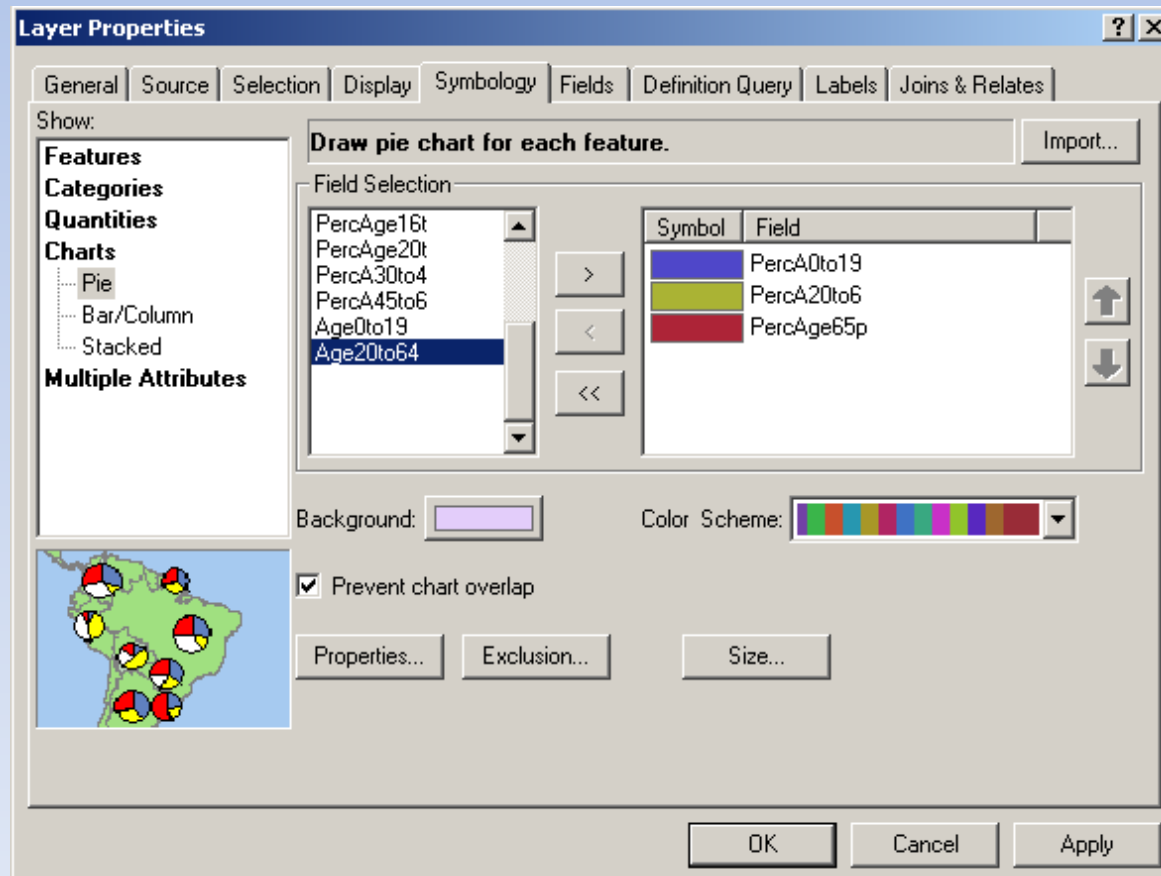 Layer Properties
? X
General Source Selection Display Symbology Fields Definition Query Labels Joins & Relates
Show:
Features
Categories
Quantities
Charts
Pie
Bar/Column
Stacked
Multiple Attributes
Draw pie chart for each feature.
Import...
Field Selection
PercAge16t
PercAge20t
PercA30to4
PercA45to6
Age0to19
Age20to64
>
<
<<
Symbol Field
PercA0to19
PercA20to6
PercAge65p
Background:
Color Scheme:
Prevent chart overlap
Properties... Exclusion... Size...
OK Cancel Apply